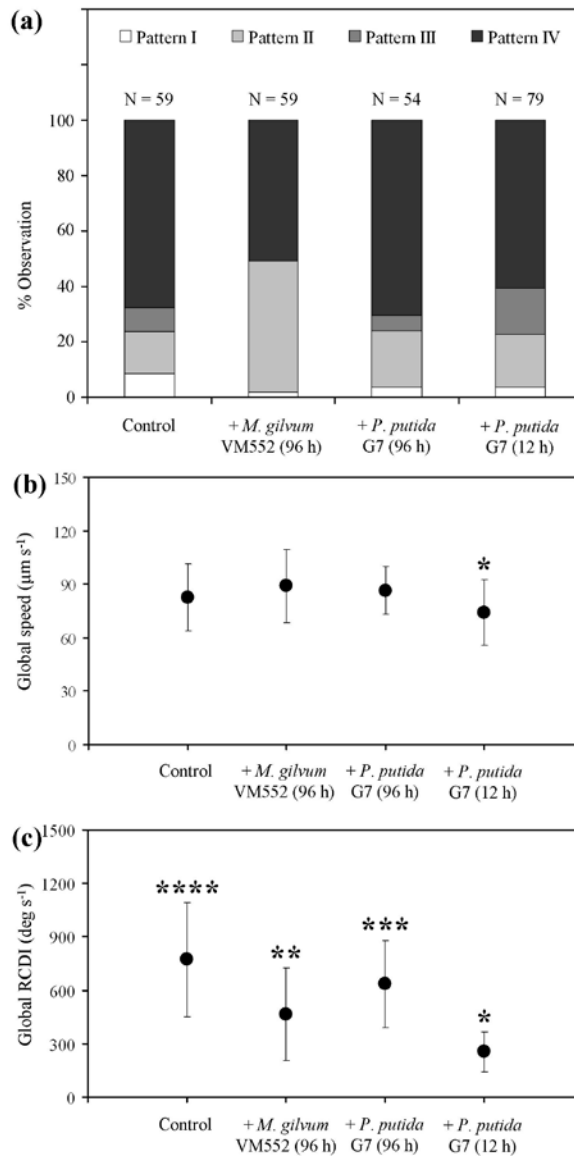 (a)
Pattern I Pattern II Pattern III Pattern IV
N = 59 N = 59 N = 54 N = 79
% Observation
100
80
60
40
20
0
Control + M. gilvum VM552 (96 h) + P. putida G7 (96 h) + P. putida G7 (12 h)
(b)
Global speed (µm s⁻¹)
150
120
90
60
30
0
*
Control + M. gilvum VM552 (96 h) + P. putida G7 (96 h) + P. putida G7 (12 h)
(c)
Global RCDI (deg s⁻¹)
1500
1200
900
600
300
0
**** ** *** *
Control + M. gilvum VM552 (96 h) + P. putida G7 (96 h) + P. putida G7 (12 h)